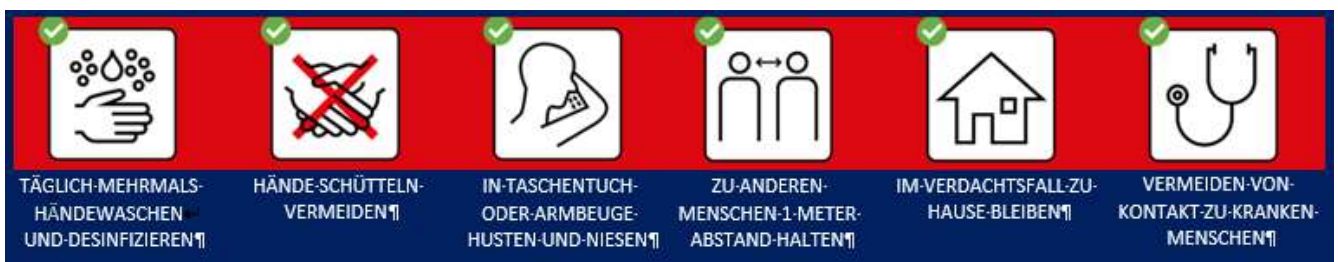 TÄGLICH·MEHRMALS·
HÄNDEWASCHEN↵
UND·DESINFIZIEREN¶
HÄNDE·SCHÜTTELN·
VERMEIDEN¶
IN·TASCHENTUCH·
ODER·ARMBEUGE·
HUSTEN·UND·NIESEN¶
ZU·ANDEREN·
MENSCHEN·1·METER·
ABSTAND·HALTEN¶
IM·VERDACHTSFALL·ZU·
HAUSE·BLEIBEN¶
VERMEIDEN·VON·
KONTAKT·ZU·KRANKEN·
MENSCHEN¶